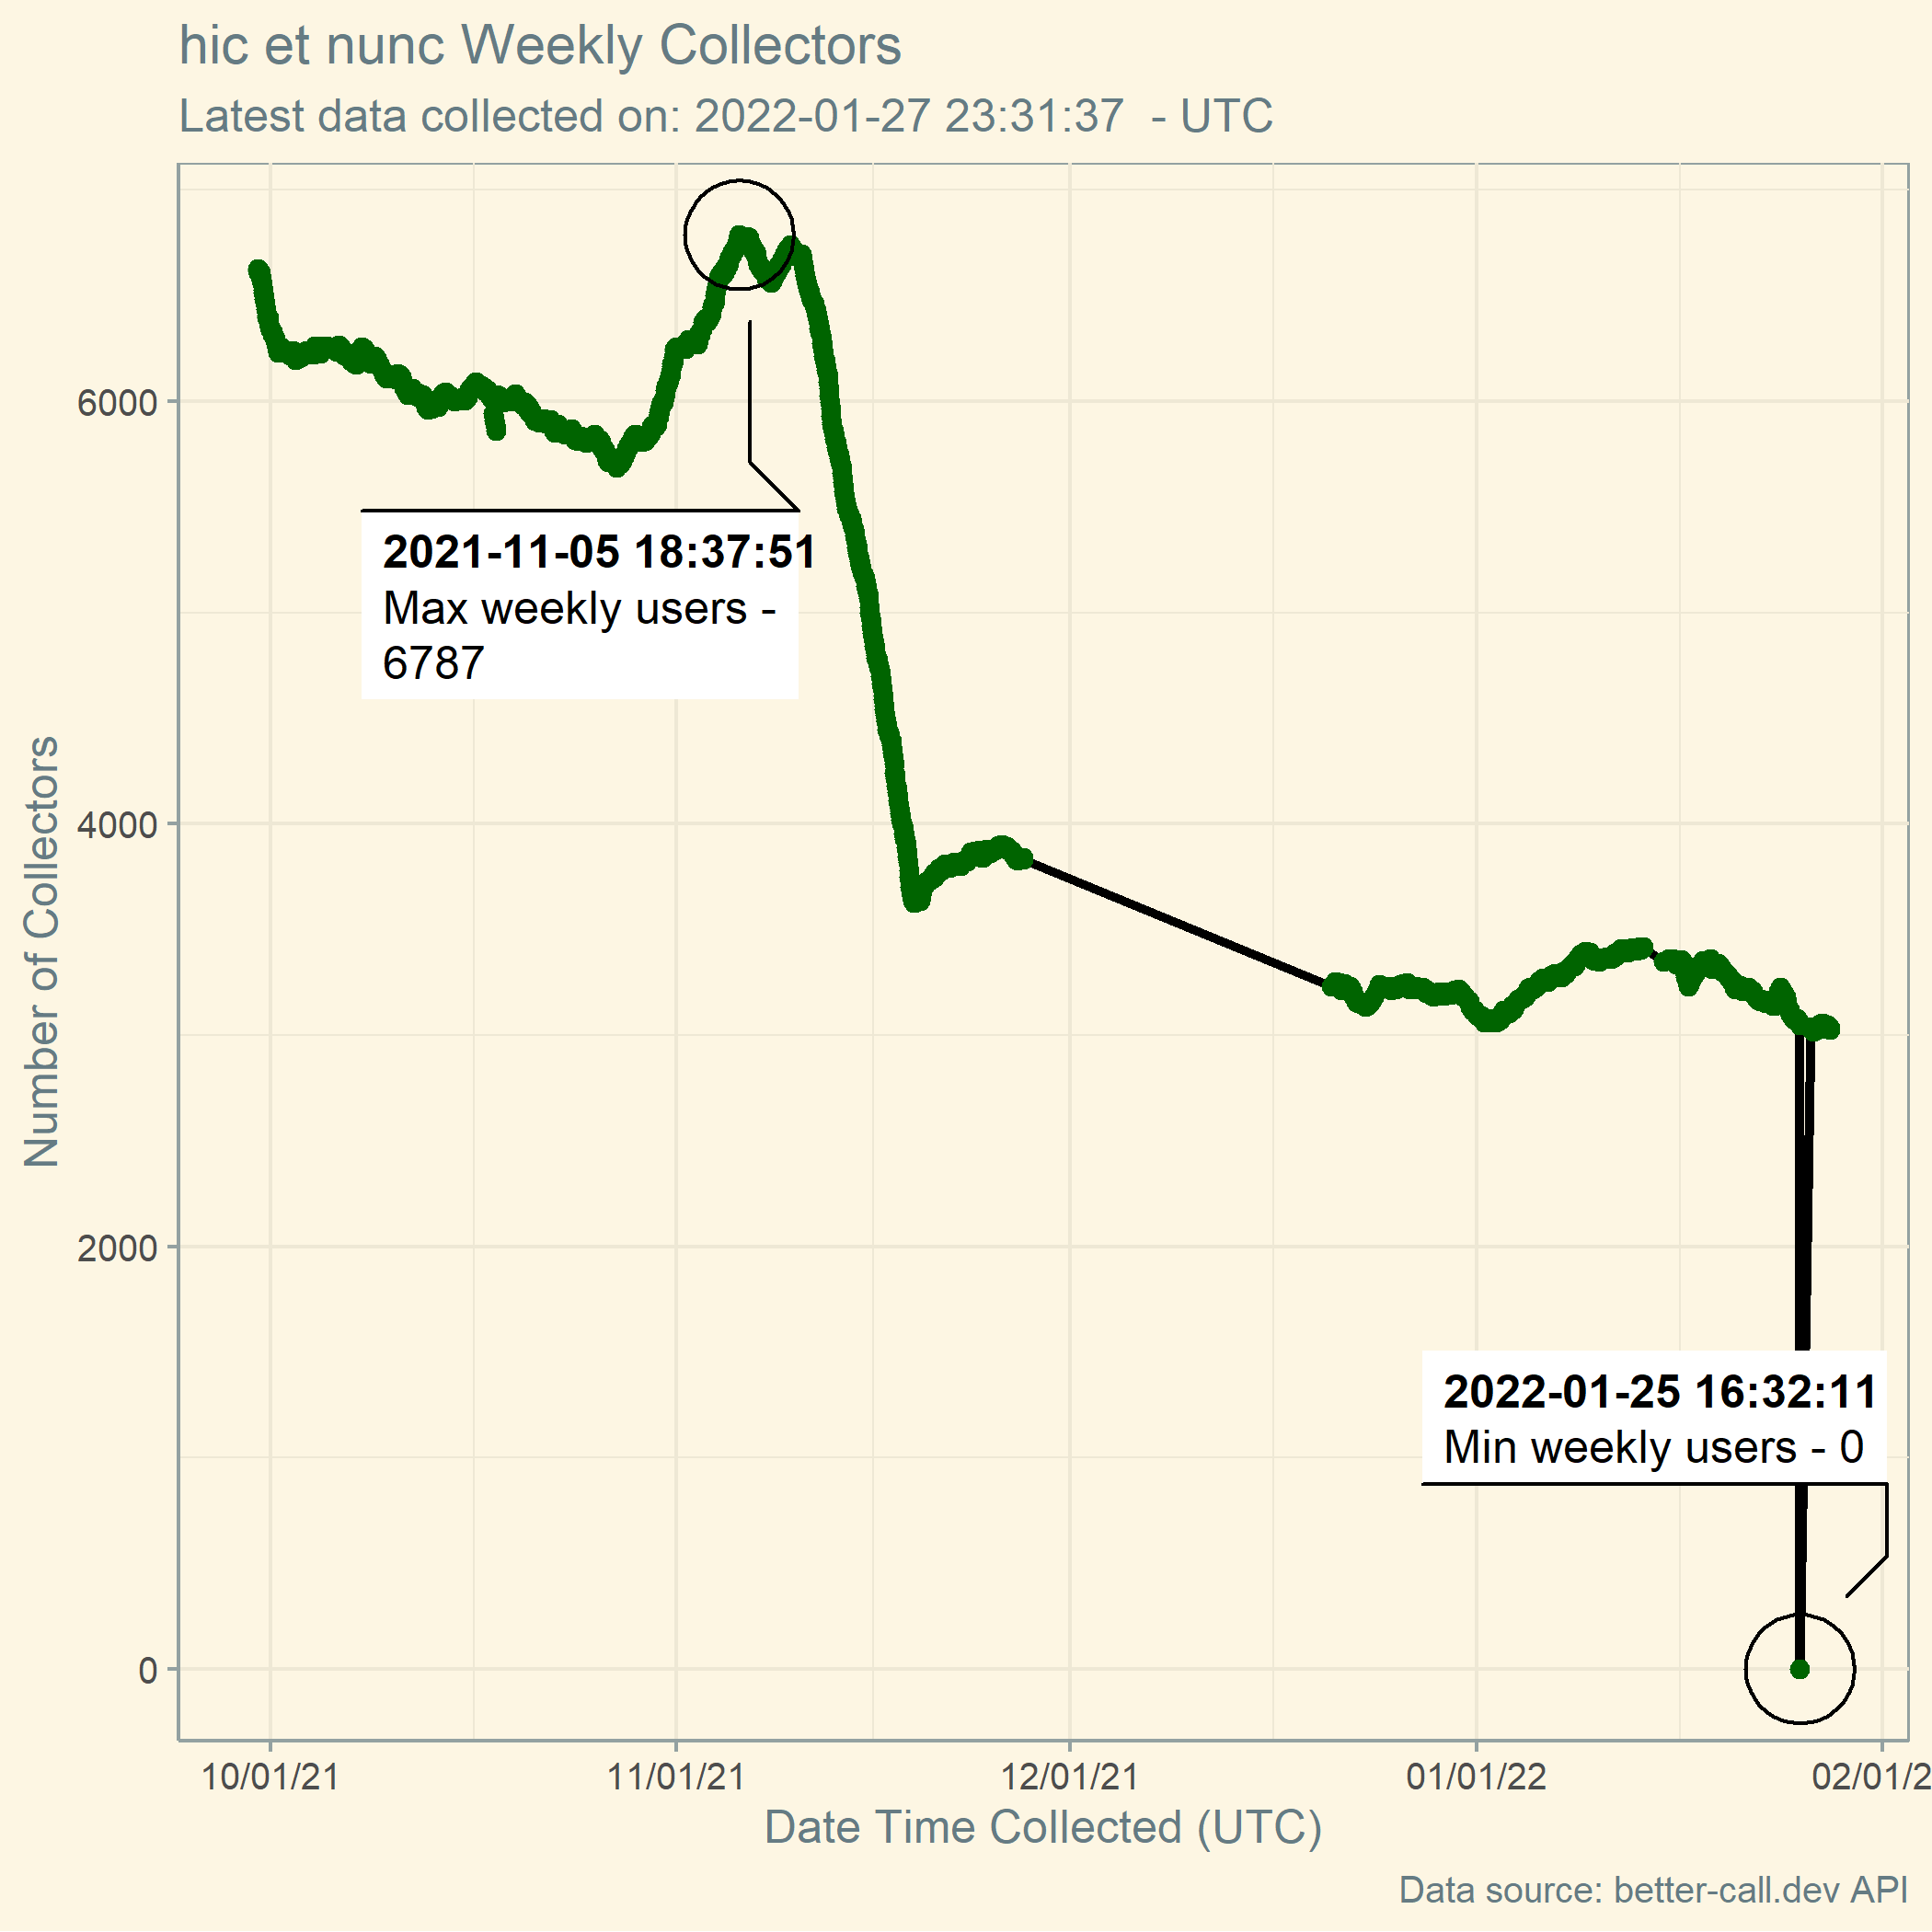 hic et nunc Weekly Collectors
Latest data collected on: 2022-01-27 23:31:37 - UTC
Number of Collectors
6000
4000
2000
0
2021-11-05 18:37:51
Max weekly users -
6787
2022-01-25 16:32:11
Min weekly users - 0
10/01/21
11/01/21
12/01/21
01/01/22
02/01/2
Date Time Collected (UTC)
Data source: better-call.dev API